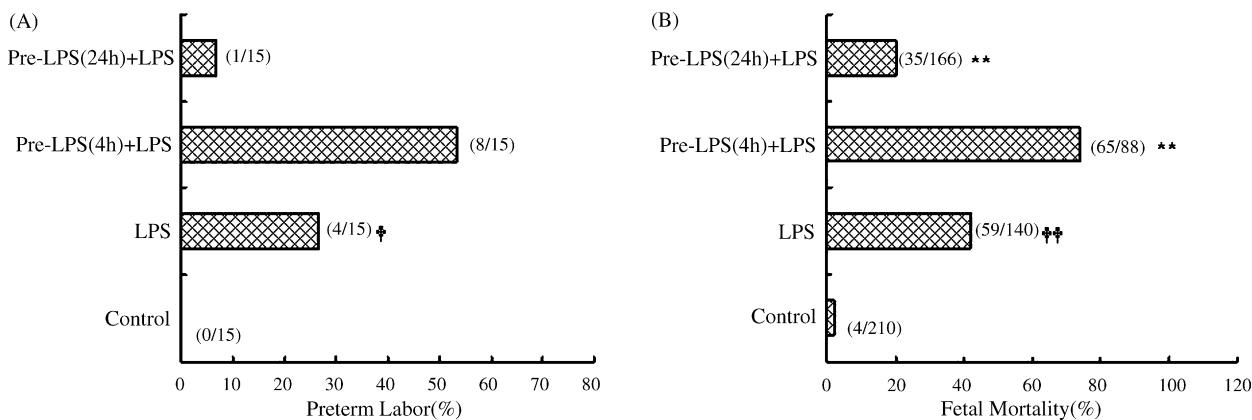 (A)
Pre-LPS(24h)+LPS (1/15)
Pre-LPS(4h)+LPS (8/15)
LPS (4/15) ✝
Control (0/15)
0 10 20 30 40 50 60 70 80
Preterm Labor(%)
(B)
Pre-LPS(24h)+LPS (35/166) **
Pre-LPS(4h)+LPS (65/88) **
LPS (59/140) ✝✝
Control (4/210)
0 20 40 60 80 100 120
Fetal Mortality(%)